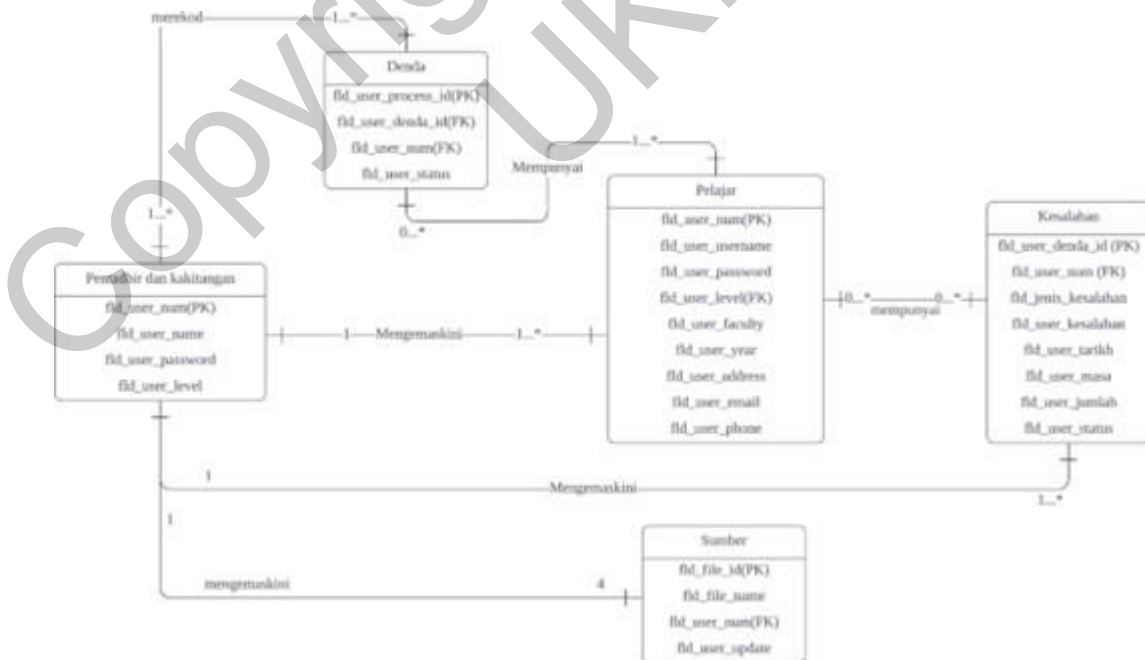 merekod
1...*
Denda
fld_user_process_id(PK)
fld_user_denda_id(FK)
fld_user_num(FK)
fld_user_status
0...*
Mempunyai
1...*
1...*
Pentadbir dan kakitangan
fld_user_num(PK)
fld_user_name
fld_user_password
fld_user_level
1
Mengemaskini
1...*
Pelajar
fld_user_num(PK)
fld_user_username
fld_user_password
fld_user_level(FK)
fld_user_faculty
fld_user_year
fld_user_address
fld_user_email
fld_user_phone
0...*
0...*
mempunyai
Kesalahan
fld_user_denda_id (PK)
fld_user_num (FK)
fld_jenis_kesalahan
fld_user_kesalahan
fld_user_tarikh
fld_user_masa
fld_user_jumlah
fld_user_status
1
Mengemaskini
1...*
1
mengemaskini
4
Sumber
fld_file_id(PK)
fld_file_name
fld_user_num(FK)
fld_user_update